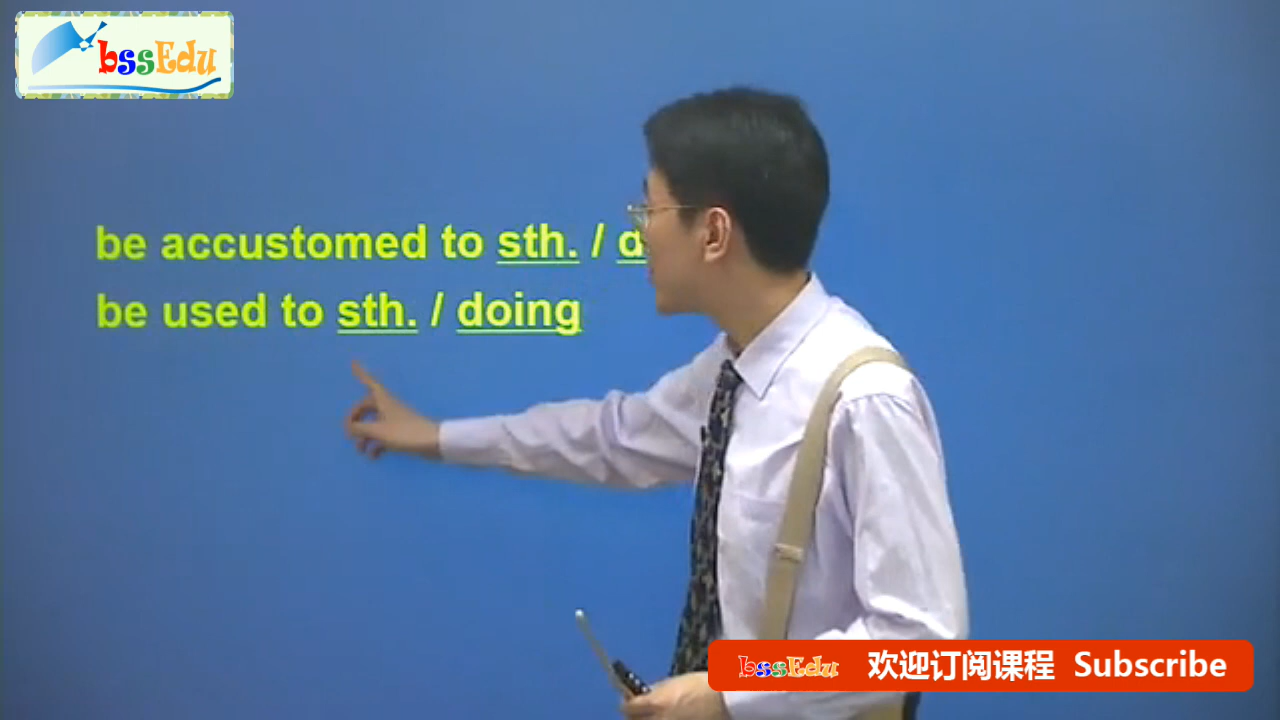 bssEdu
be accustomed to sth. /
be used to sth. / doing
bssEdu 欢迎订阅课程 Subscribe